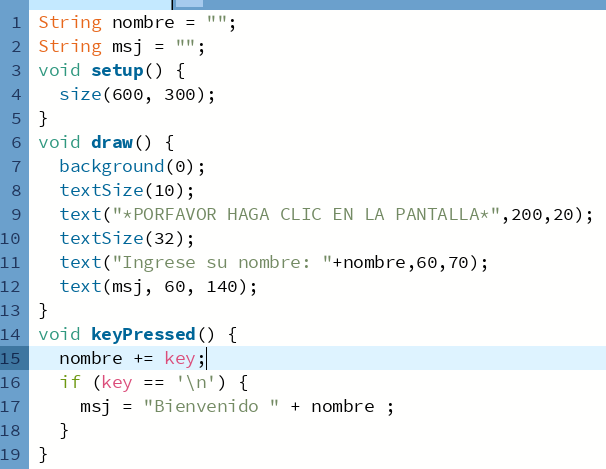 1 String nombre = "";
2 String msj = "";
3 void setup() {
4   size(600, 300);
5 }
6 void draw() {
7   background(0);
8   textSize(10);
9   text("*PORFAVOR HAGA CLIC EN LA PANTALLA*",200,20);
10   textSize(32);
11   text("Ingrese su nombre: "+nombre,60,70);
12   text(msj, 60, 140);
13 }
14 void keyPressed() {
15   nombre += key;
16   if (key == '\n') {
17     msj = "Bienvenido " + nombre ;
18   }
19 }